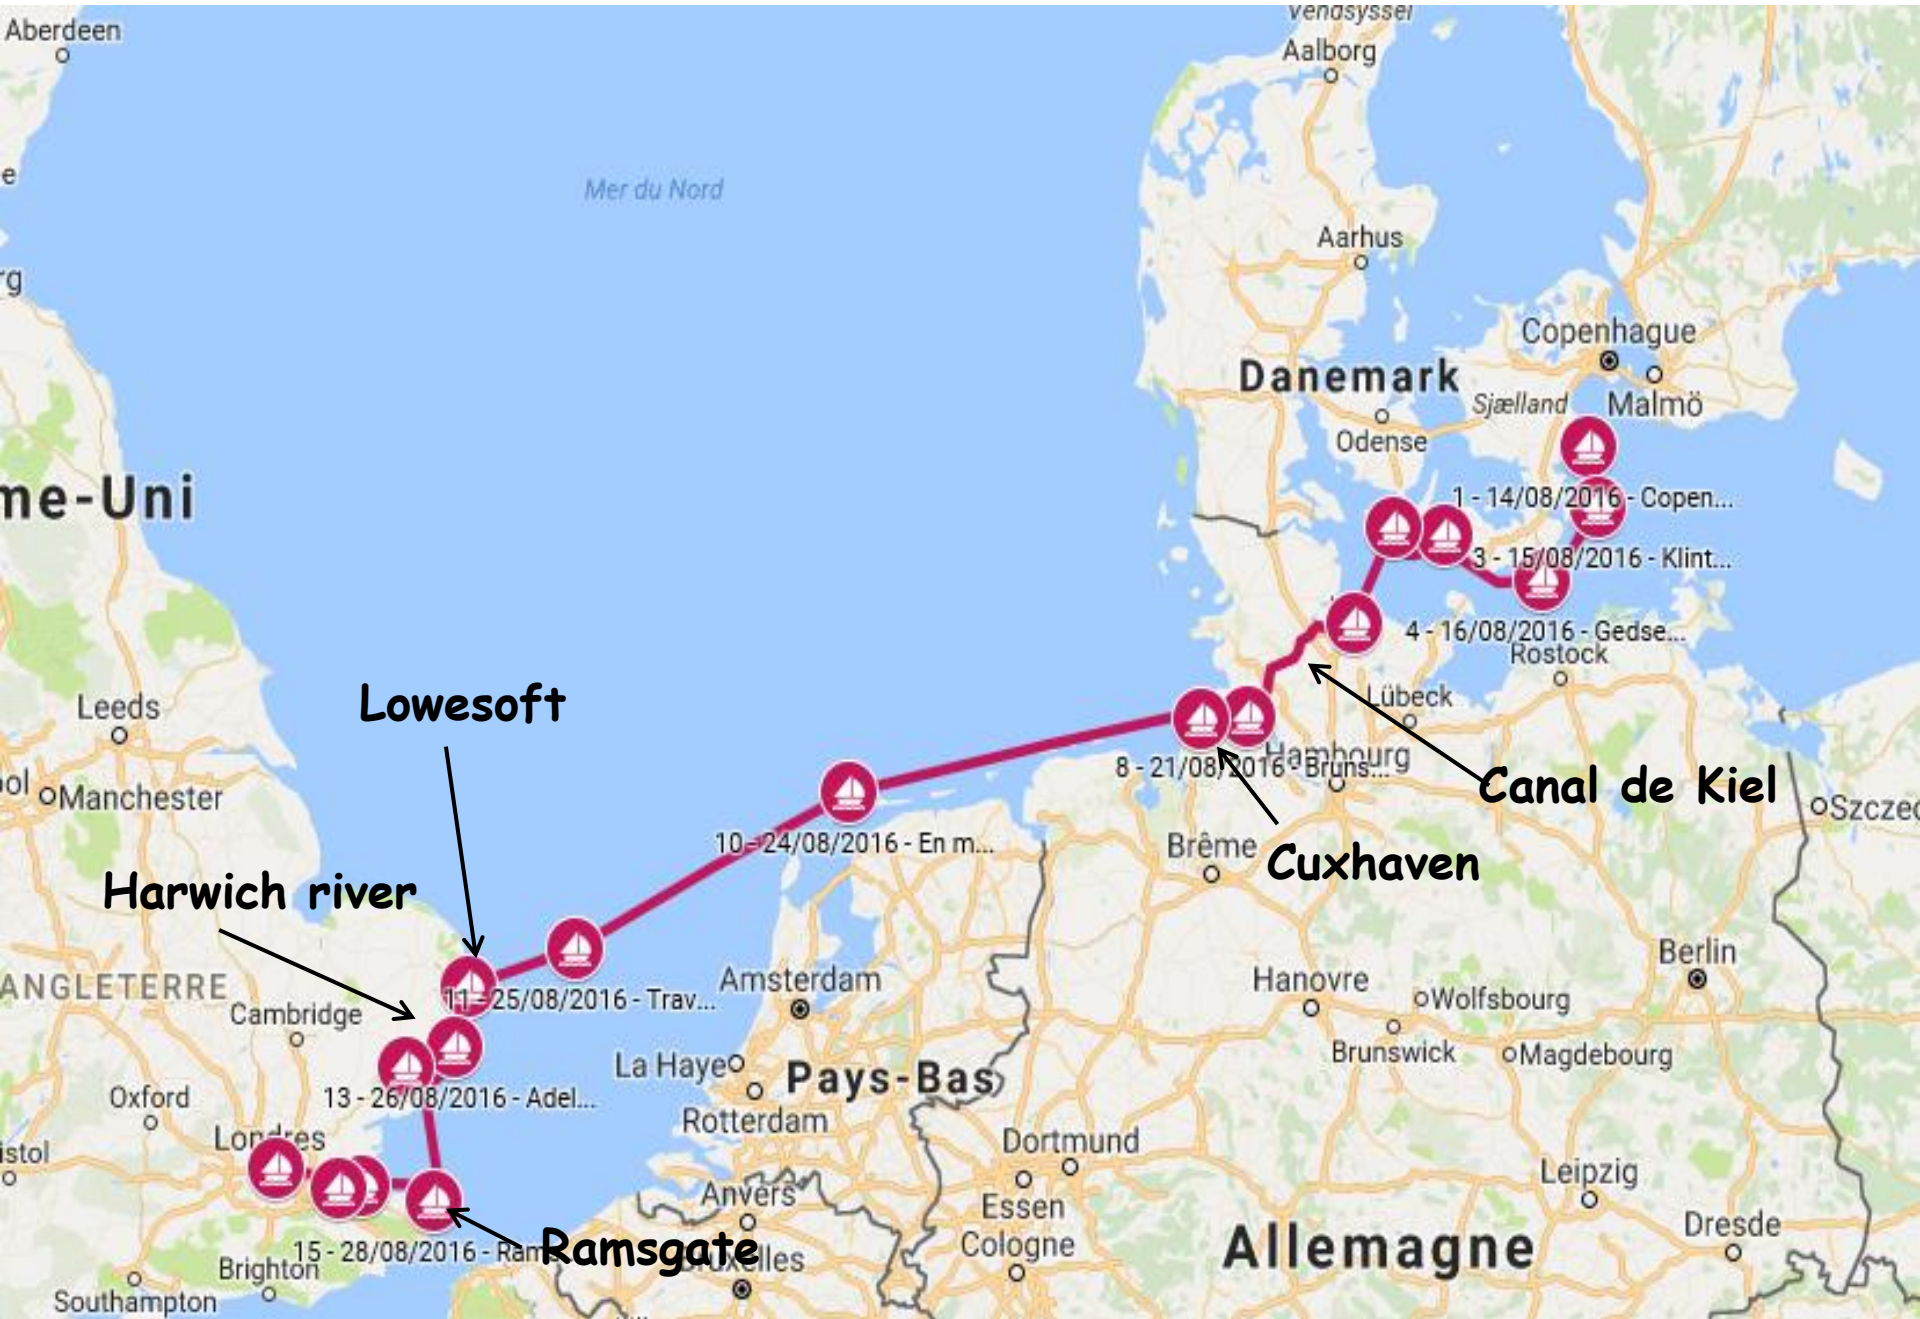 Vendsyssel
Aberdeen
Aalborg
Mer du Nord
Aarhus
Copenhague
Danemark
Sjælland
Malmö
Odense
me-Uni
1 - 14/08/2016 - Copen...
3 - 15/08/2016 - Klint...
4 - 16/08/2016 - Gedse...
Rostock
Lowesoft
Leeds
Lübeck
Hambourg
8 - 21/08/2016 - Bruns...
Canal de Kiel
Manchester
Szczec
10 - 24/08/2016 - En m...
Brême
Cuxhaven
Harwich river
Berlin
ANGLETERRE
Amsterdam
Hanovre
Wolfsbourg
11 - 25/08/2016 - Trav...
Cambridge
Brunswick
Magdebourg
La Haye
Pays-Bas
13 - 26/08/2016 - Adel...
Oxford
Rotterdam
Londres
Dortmund
istol
Leipzig
Anvers
Essen
Dresde
Cologne
Allemagne
15 - 28/08/2016 - Ram
Ramsgate
Bruxelles
Brighton
Southampton